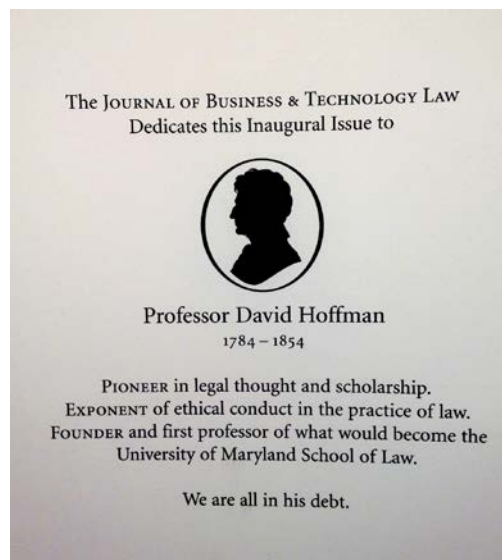 The JOURNAL OF BUSINESS & TECHNOLOGY LAW
Dedicates this Inaugural Issue to
Professor David Hoffman
1784 – 1854
PIONEER in legal thought and scholarship.
EXPONENT of ethical conduct in the practice of law.
FOUNDER and first professor of what would become the
University of Maryland School of Law.
We are all in his debt.